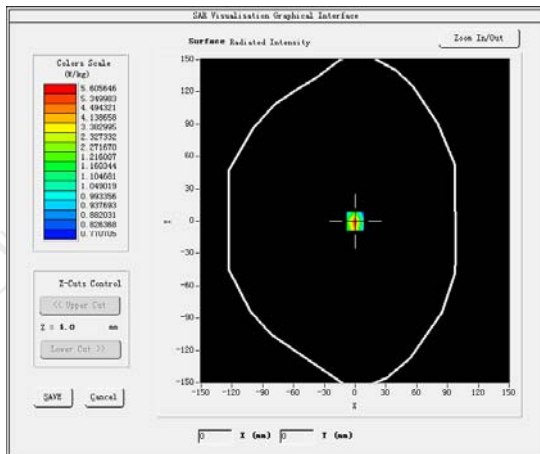 SAR Visualisation Graphical Interface
Surface Radiated Intensity
Zoom In/Out
Colors Scale
(W/kg)
5.605646
5.349983
4.494321
4.138658
3.382995
2.327332
2.271670
1.216007
1.160344
1.104681
1.049019
0.993356
0.937693
0.882031
0.826368
0.770705
150
120
90
60
30
0
-30
-60
-90
-120
-150
Y
-150 -120 -90 -60 -30 0 30 60 90 120 150
X
Z-Cuts Control
<< Upper Cut
Z = 4.0 mm
Lower Cut >>
SAVE Cancel
0 X (mm) 0 Y (mm)